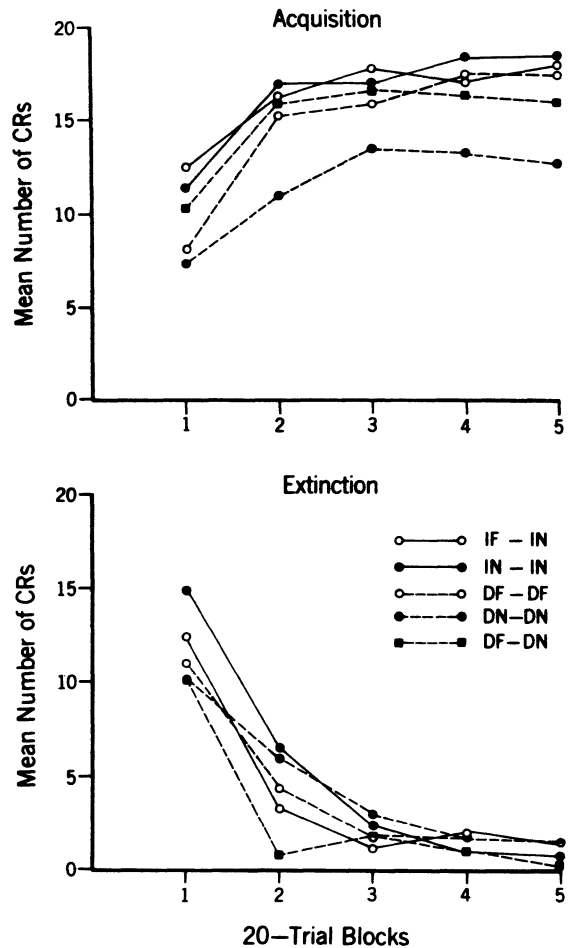 Acquisition
Mean Number of CRs
20
15
10
5
0
1 2 3 4 5
Extinction
Mean Number of CRs
20
15
10
5
0
IF – IN
IN – IN
DF – DF
DN–DN
DF–DN
1 2 3 4 5
20–Trial Blocks